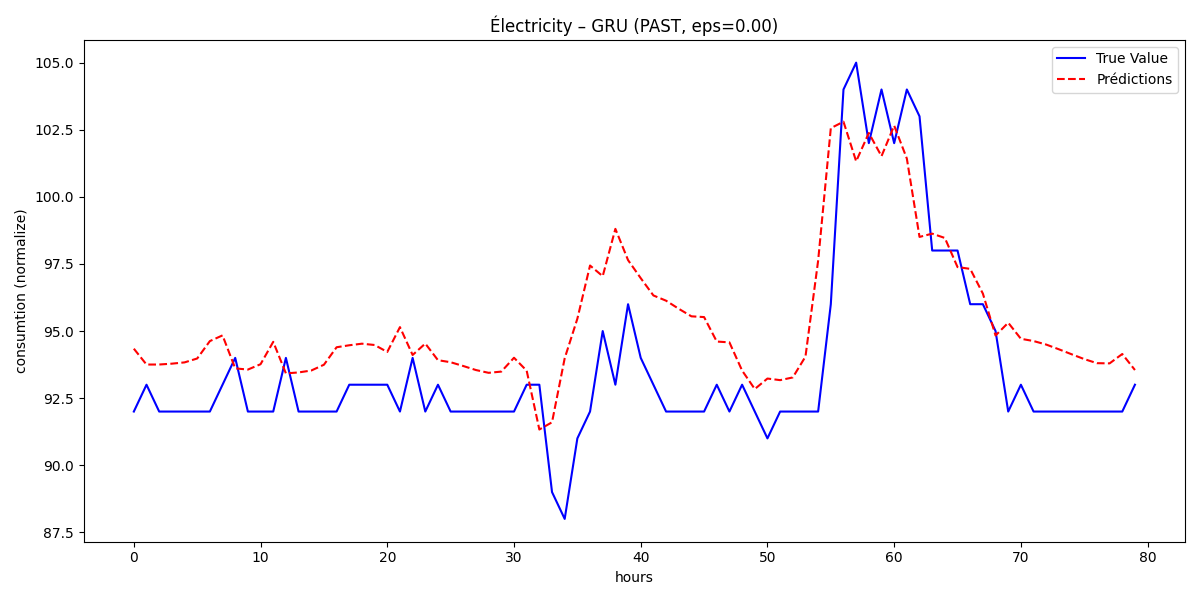 Électricity – GRU (PAST, eps=0.00)
True Value
Prédictions
consumtion (normalize)
105.0
102.5
100.0
97.5
95.0
92.5
90.0
87.5
0 10 20 30 40 50 60 70 80
hours